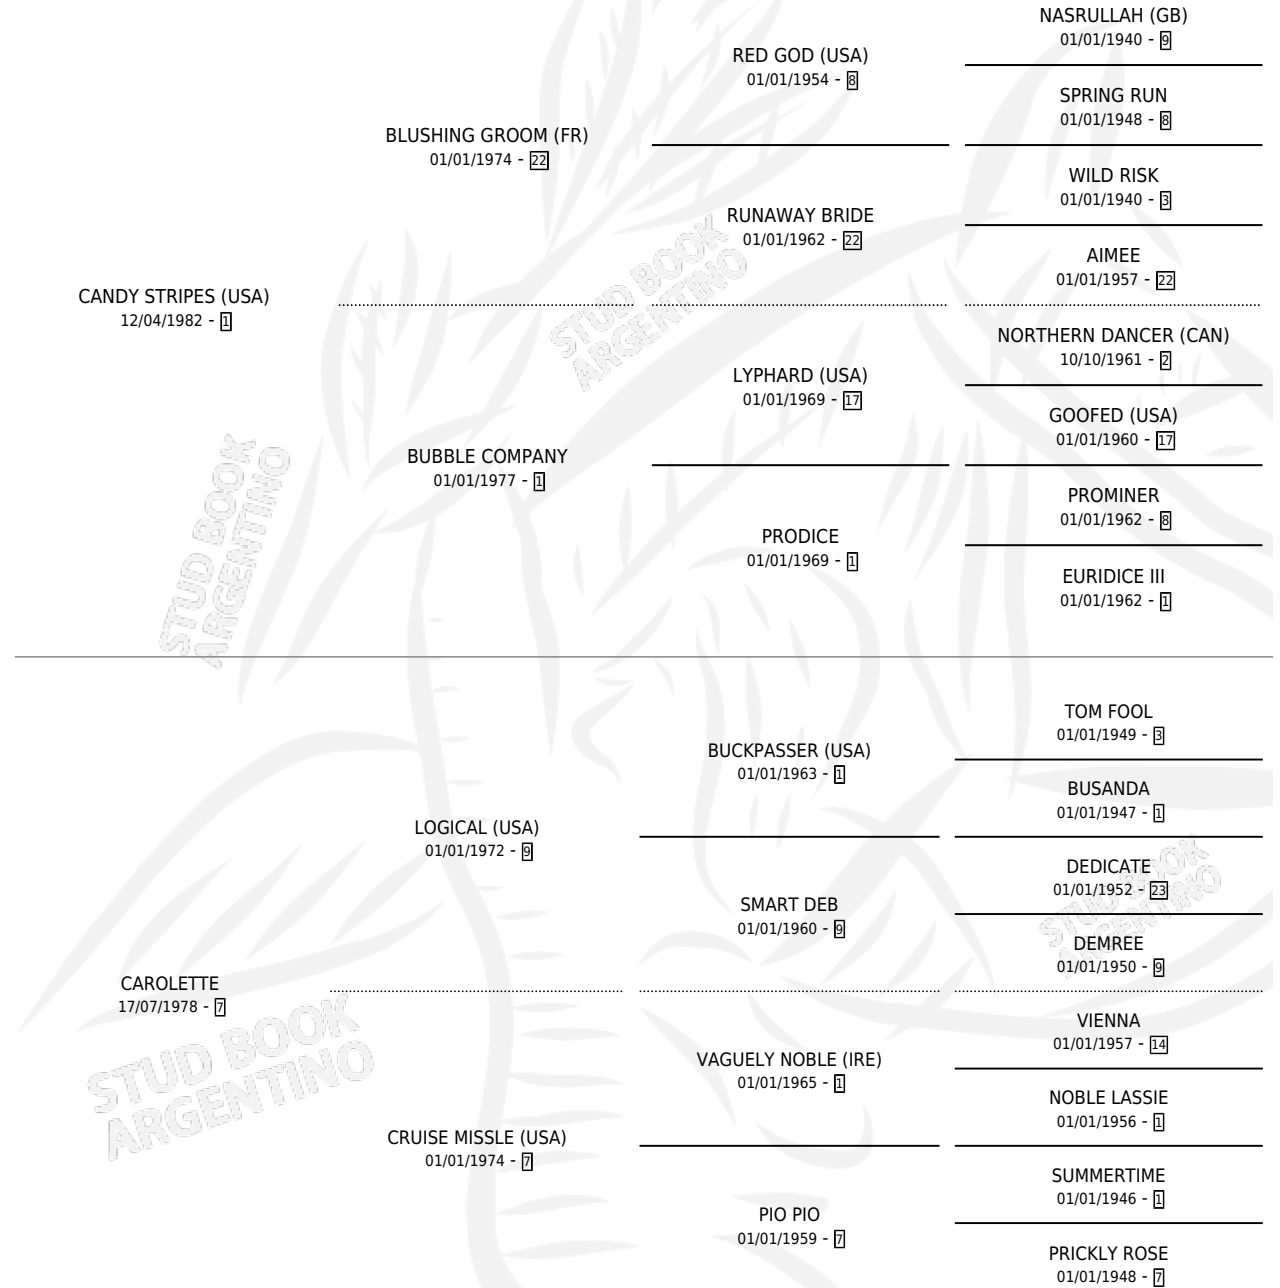 NASRULLAH (GB)
01/01/1940 - 9
RED GOD (USA)
01/01/1954 - 8
SPRING RUN
01/01/1948 - 8
BLUSHING GROOM (FR)
01/01/1974 - 22
WILD RISK
01/01/1940 - 3
RUNAWAY BRIDE
01/01/1962 - 22
AIMEE
01/01/1957 - 22
CANDY STRIPES (USA)
12/04/1982 - 1
NORTHERN DANCER (CAN)
10/10/1961 - 2
LYPHARD (USA)
01/01/1969 - 17
GOOFED (USA)
01/01/1960 - 17
BUBBLE COMPANY
01/01/1977 - 1
PROMINER
01/01/1962 - 8
PRODICE
01/01/1969 - 1
EURIDICE III
01/01/1962 - 1
TOM FOOL
01/01/1949 - 3
BUCKPASSER (USA)
01/01/1963 - 1
BUSANDA
01/01/1947 - 1
LOGICAL (USA)
01/01/1972 - 9
DEDICATE
01/01/1952 - 23
SMART DEB
01/01/1960 - 9
DEMREE
01/01/1950 - 9
CAROLETTE
17/07/1978 - 7
VIENNA
01/01/1957 - 14
VAGUELY NOBLE (IRE)
01/01/1965 - 1
NOBLE LASSIE
01/01/1956 - 1
CRUISE MISSLE (USA)
01/01/1974 - 7
SUMMERTIME
01/01/1946 - 1
PIO PIO
01/01/1959 - 7
PRICKLY ROSE
01/01/1948 - 7
STUD BOOK
ARGENTINO
STUD BOOK
ARGENTINO
STUD BOOK
ARGENTINO
STUD BOOK
ARGENTINO